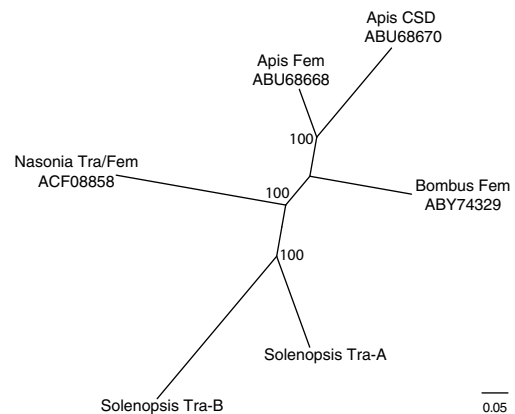 Apis CSD
ABU68670
Apis Fem
ABU68668
100
Nasonia Tra/Fem
ACF08858
100
Bombus Fem
ABY74329
100
Solenopsis Tra-A
Solenopsis Tra-B
0.05